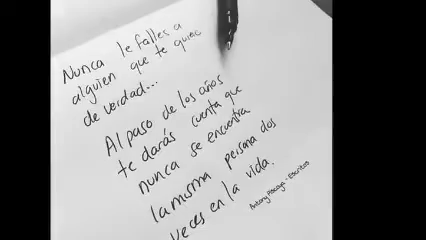 Nunca le falles a
alguien que te quiere
de verdad...
Al paso de los años
te darás cuenta que
nunca se encuentra
la misma persona dos
veces en la vida.